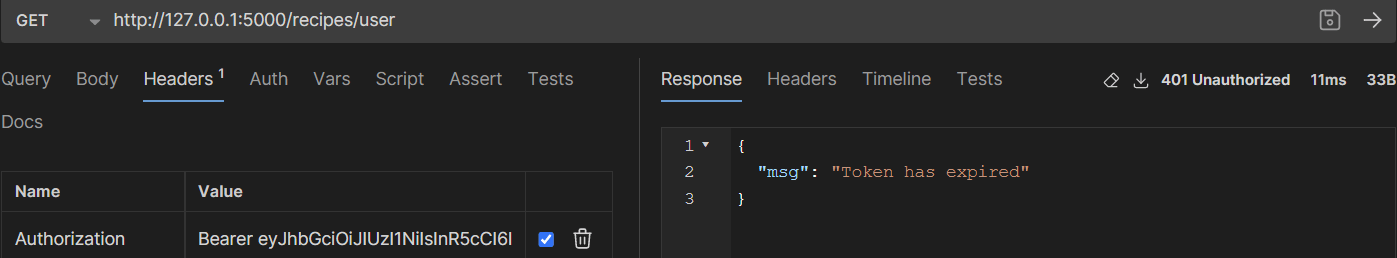 GET http://127.0.0.1:5000/recipes/user
Query Body Headers 1 Auth Vars Script Assert Tests
Docs
Name Value
Authorization Bearer eyJhbGciOiJIUzI1NiIsInR5cCI6I
Response Headers Timeline Tests 401 Unauthorized 11ms 33B
1 {
2 "msg": "Token has expired"
3 }